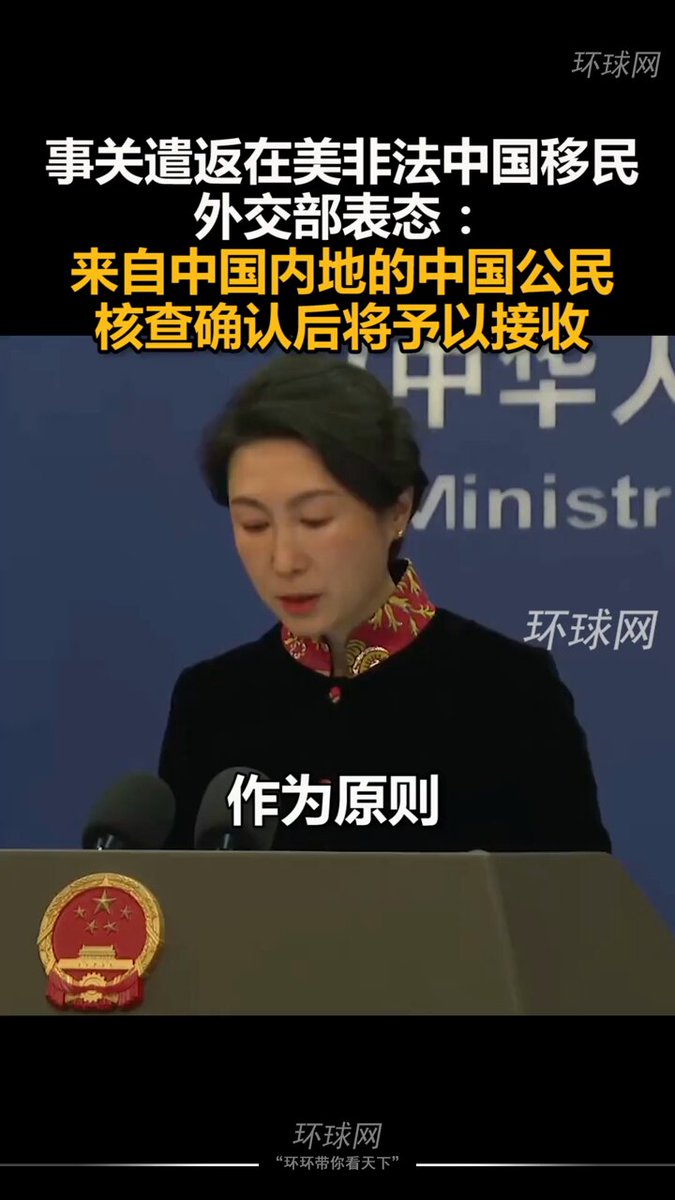 环球网
事关遣返在美非法中国移民
外交部表态：
来自中国内地的中国公民
核查确认后将予以接收
中华人
Ministr
环球网
作为原则
环球网
“环环带你看天下”